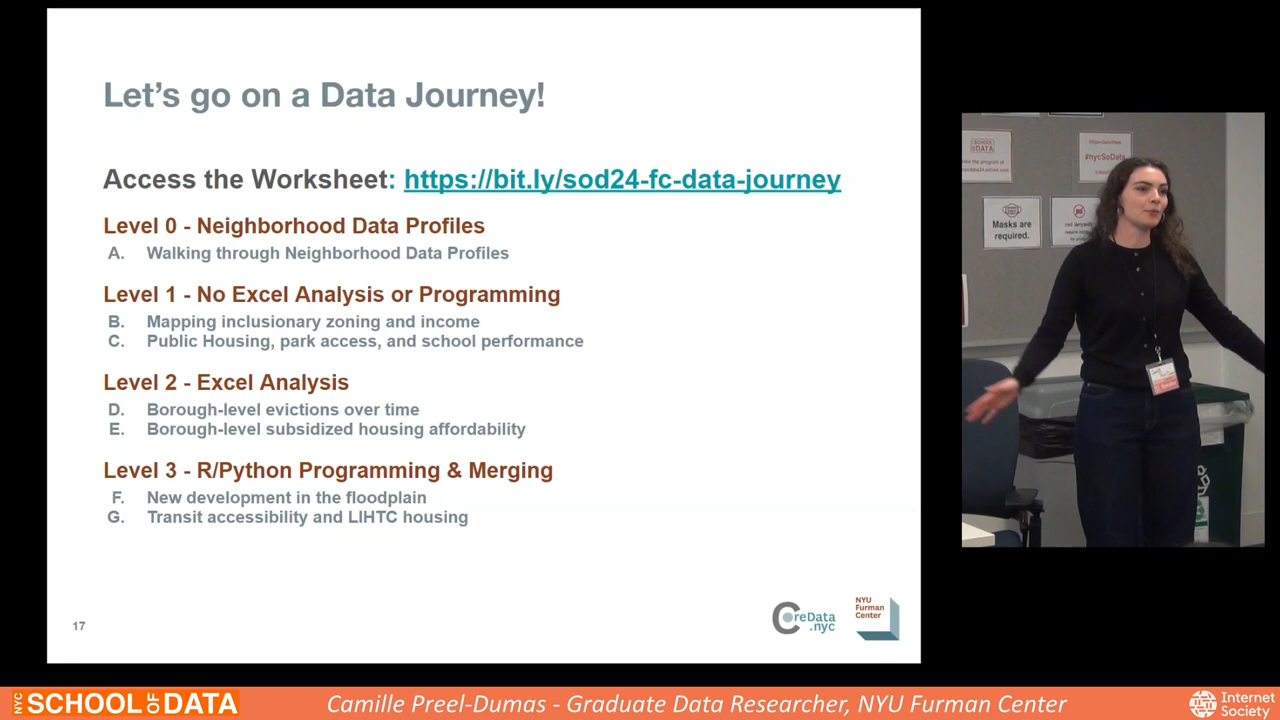 Let's go on a Data Journey!
Access the Worksheet: https://bit.ly/sod24-fc-data-journey
Level 0 - Neighborhood Data Profiles
A. Walking through Neighborhood Data Profiles
Level 1 - No Excel Analysis or Programming
B. Mapping inclusionary zoning and income
C. Public Housing, park access, and school performance
Level 2 - Excel Analysis
D. Borough-level evictions over time
E. Borough-level subsidized housing affordability
Level 3 - R/Python Programming & Merging
F. New development in the floodplain
G. Transit accessibility and LIHTC housing
17
CoreData
.nyc
NYU
Furman
Center
SCHOOL
DATA
#nycSoData
Masks are
required.
NYC SCHOOL OF DATA
Camille Preel-Dumas - Graduate Data Researcher, NYU Furman Center
Internet
Society